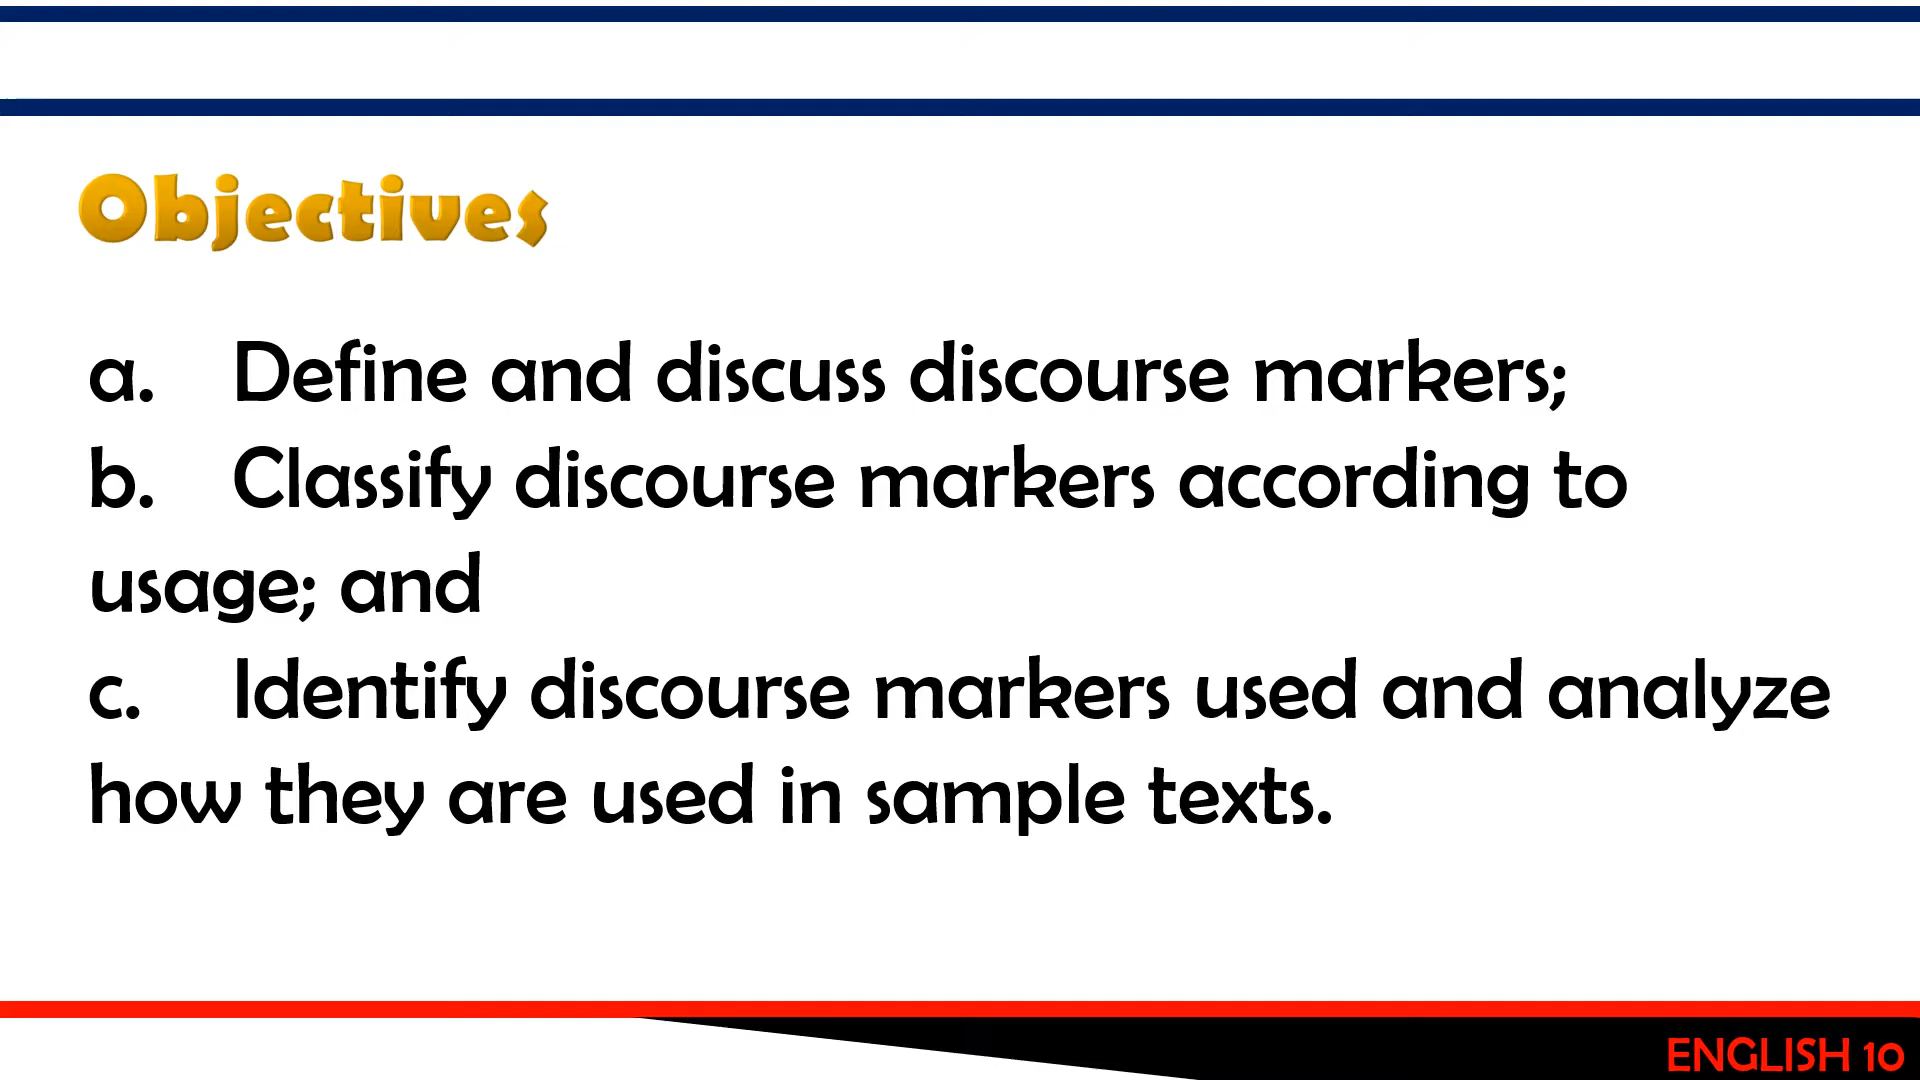 Objectives
a. Define and discuss discourse markers;
b. Classify discourse markers according to
usage; and
c. Identify discourse markers used and analyze
how they are used in sample texts.
ENGLISH 10